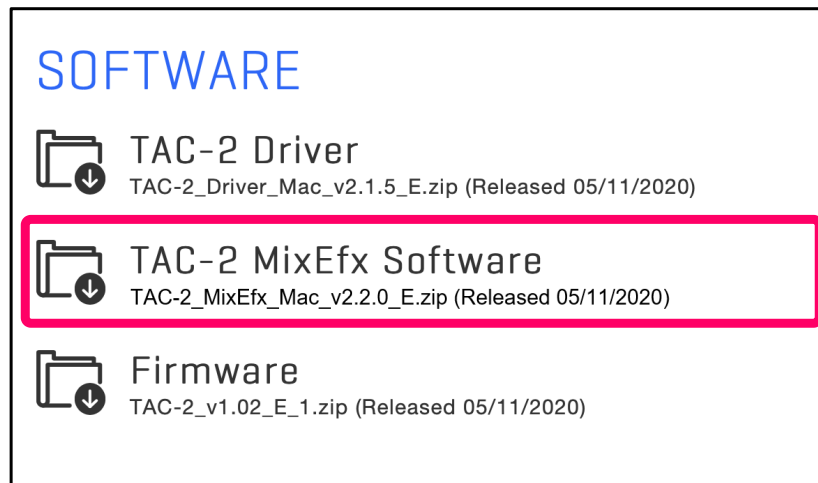 SOFTWARE
TAC-2 Driver
TAC-2_Driver_Mac_v2.1.5_E.zip (Released 05/11/2020)
TAC-2 MixEfx Software
TAC-2_MixEfx_Mac_v2.2.0_E.zip (Released 05/11/2020)
Firmware
TAC-2_v1.02_E_1.zip (Released 05/11/2020)